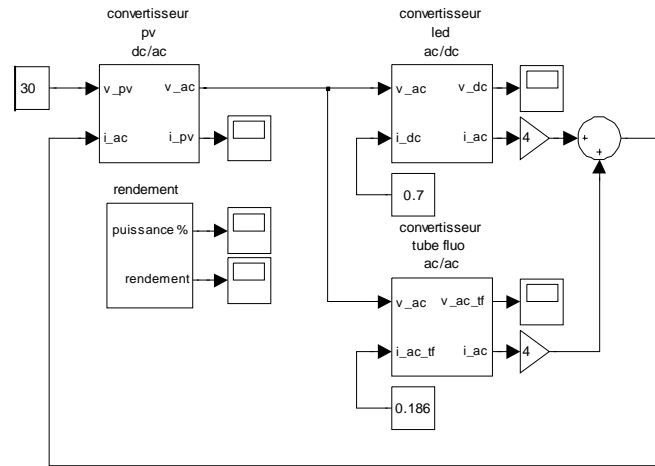 convertisseur
pv
dc/ac
30
v_pv
v_ac
i_ac
i_pv
convertisseur
led
ac/dc
v_ac
v_dc
i_dc
i_ac
4
+
+
0.7
rendement
puissance %
rendement
convertisseur
tube fluo
ac/ac
v_ac
v_ac_tf
i_ac_tf
i_ac
4
0.186